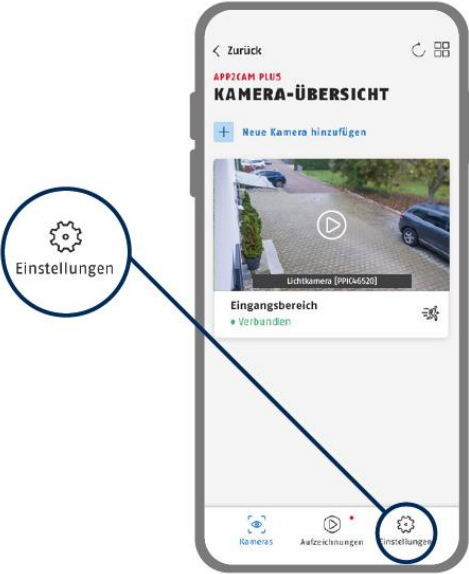 Zurück
APP2CAM PLUS
KAMERA-ÜBERSICHT
+ Neue Kamera hinzufügen
Lichtkamera [PPIC46520]
Eingangsbereich
Verbunden
Einstellungen
Kameras
Aufzeichnungen
Einstellungen